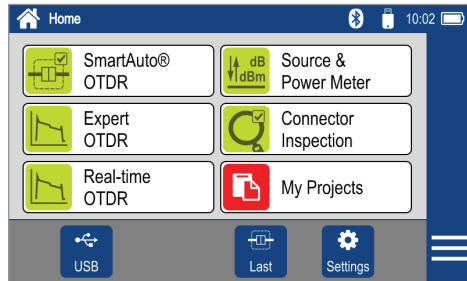 Home
10:02
SmartAuto®
OTDR
dB
dBm
Source &
Power Meter
Expert
OTDR
Connector
Inspection
Real-time
OTDR
My Projects
USB
Last
Settings